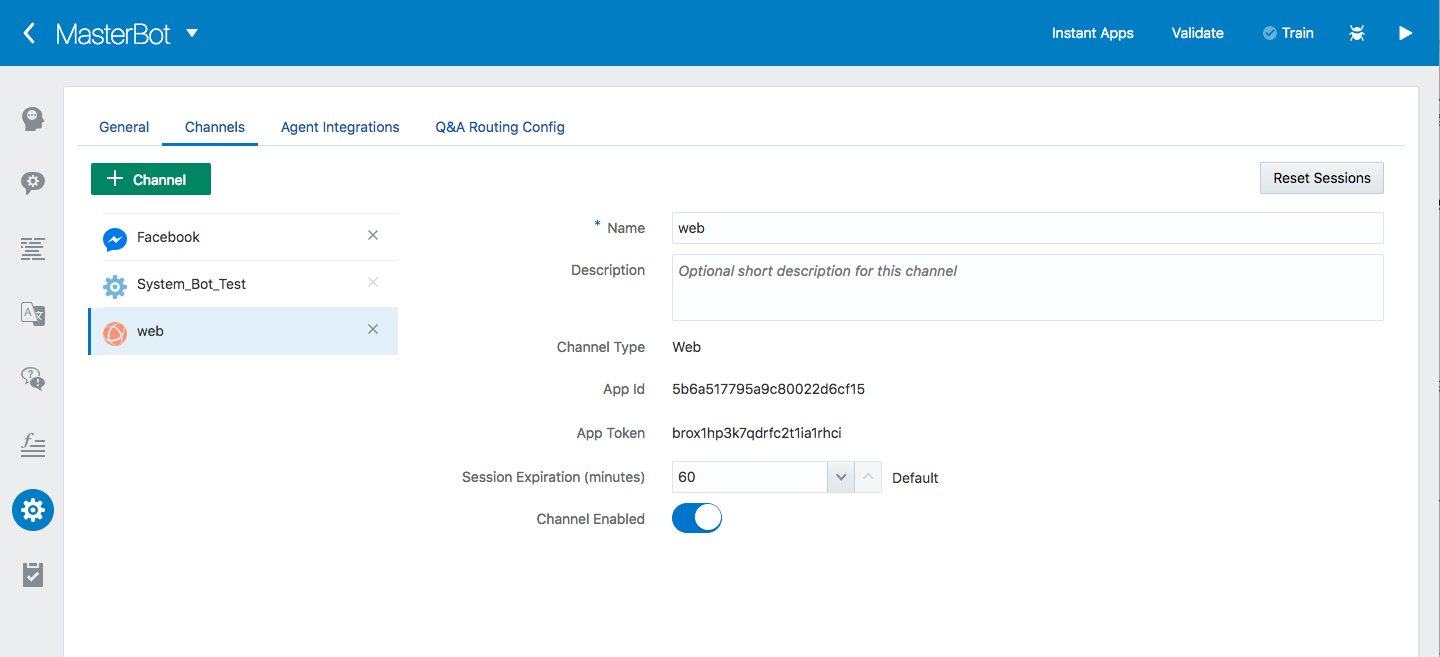 MasterBot
Instant Apps
Validate
Train
General
Channels
Agent Integrations
Q&A Routing Config
Channel
Reset Sessions
Facebook
System_Bot_Test
web
* Name
web
Description
Optional short description for this channel
Channel Type
Web
App Id
5b6a517795a9c80022d6cf15
App Token
brox1hp3k7qdrfc2t1ia1rhci
Session Expiration (minutes)
60
Default
Channel Enabled